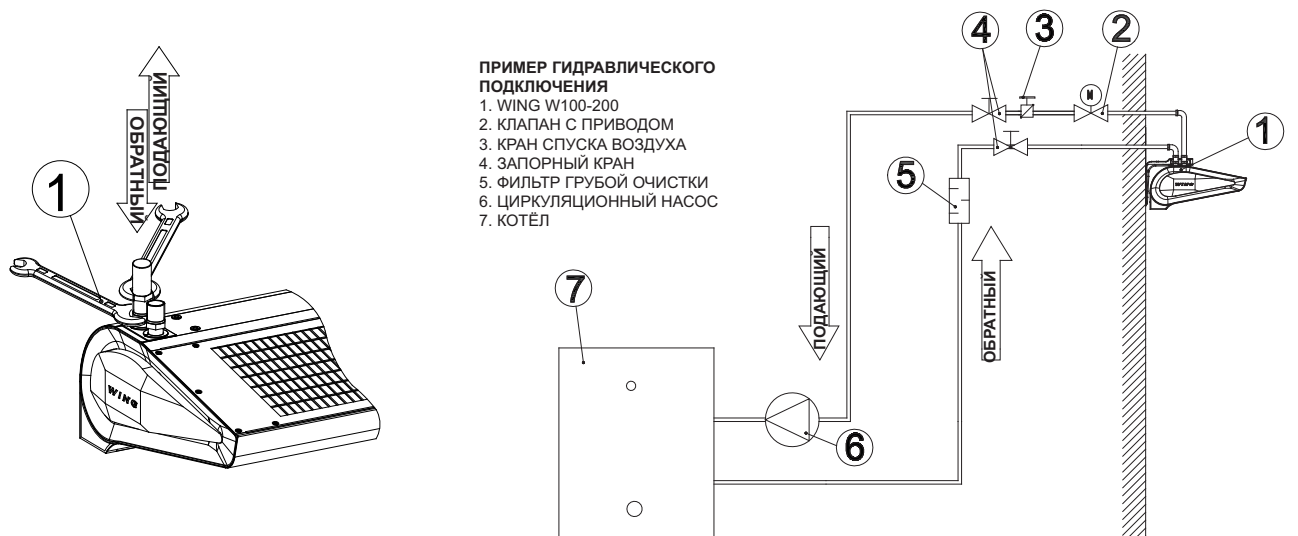 ПОДАЮЩИЙ
ОБРАТНЫЙ
1
WING
ПРИМЕР ГИДРАВЛИЧЕСКОГО
ПОДКЛЮЧЕНИЯ
1. WING W100-200
2. КЛАПАН С ПРИВОДОМ
3. КРАН СПУСКА ВОЗДУХА
4. ЗАПОРНЫЙ КРАН
5. ФИЛЬТР ГРУБОЙ ОЧИСТКИ
6. ЦИРКУЛЯЦИОННЫЙ НАСОС
7. КОТЁЛ
4
3
2
M
1
WING
5
ПОДАЮЩИЙ
ОБРАТНЫЙ
7
6